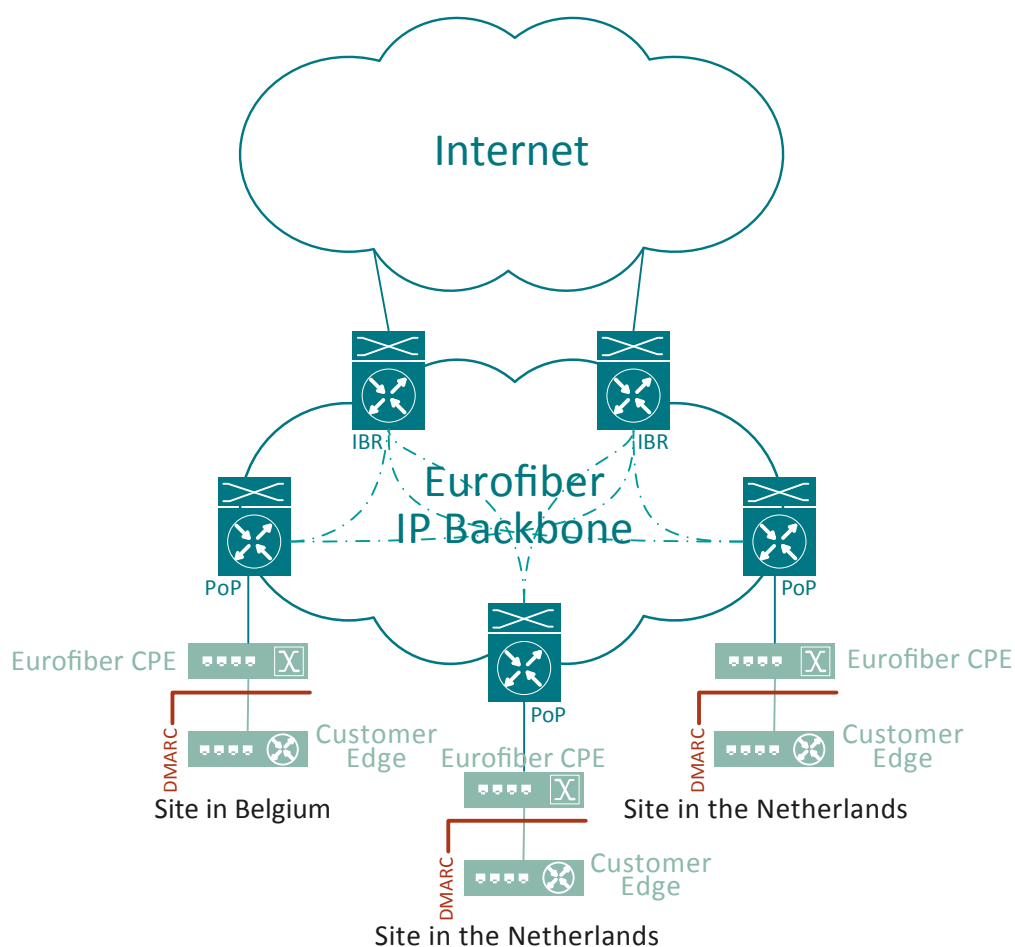 Internet
IBR
IBR
Eurofiber
IP Backbone
PoP
PoP
Eurofiber CPE
Eurofiber CPE
PoP
DMARC
Customer
Edge
DMARC
Customer
Edge
Eurofiber CPE
Site in Belgium
Site in the Netherlands
DMARC
Customer
Edge
Site in the Netherlands